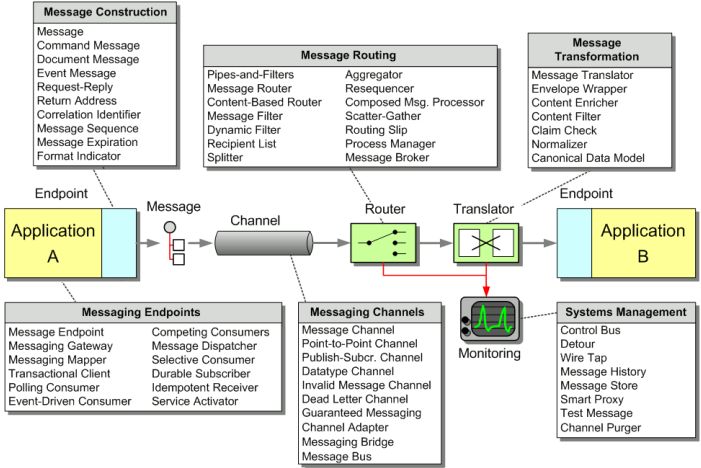 Message Construction
Message
Command Message
Document Message
Event Message
Request-Reply
Return Address
Correlation Identifier
Message Sequence
Message Expiration
Format Indicator
Message Routing
Pipes-and-Filters
Message Router
Content-Based Router
Message Filter
Dynamic Filter
Recipient List
Splitter
Aggregator
Resequencer
Composed Msg. Processor
Scatter-Gather
Routing Slip
Process Manager
Message Broker
Message
Transformation
Message Translator
Envelope Wrapper
Content Enricher
Content Filter
Claim Check
Normalizer
Canonical Data Model
Endpoint
Message
Channel
Router
Translator
Endpoint
Application
A
Application
B
Monitoring
Messaging Endpoints
Message Endpoint
Messaging Gateway
Messaging Mapper
Transactional Client
Polling Consumer
Event-Driven Consumer
Competing Consumers
Message Dispatcher
Selective Consumer
Durable Subscriber
Idempotent Receiver
Service Activator
Messaging Channels
Message Channel
Point-to-Point Channel
Publish-Subcr. Channel
Datatype Channel
Invalid Message Channel
Dead Letter Channel
Guaranteed Messaging
Channel Adapter
Messaging Bridge
Message Bus
Systems Management
Control Bus
Detour
Wire Tap
Message History
Message Store
Smart Proxy
Test Message
Channel Purger